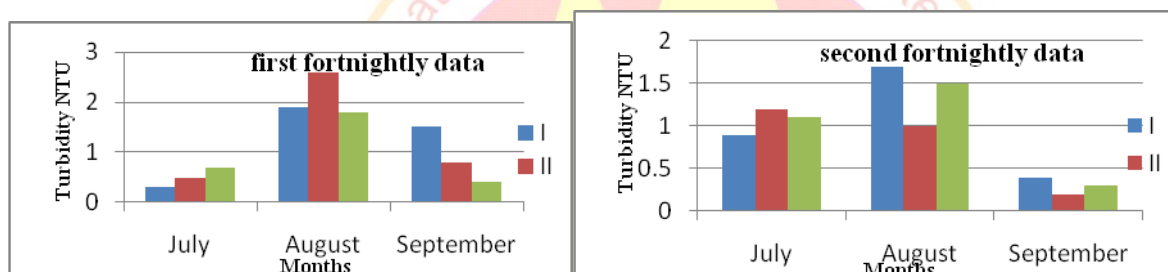 first fortnightly data
Turbidity NTU
3
2
1
0
I
II
July August September
Months
second fortnightly data
Turbidity NTU
2
1.5
1
0.5
0
I
II
July August September
Months